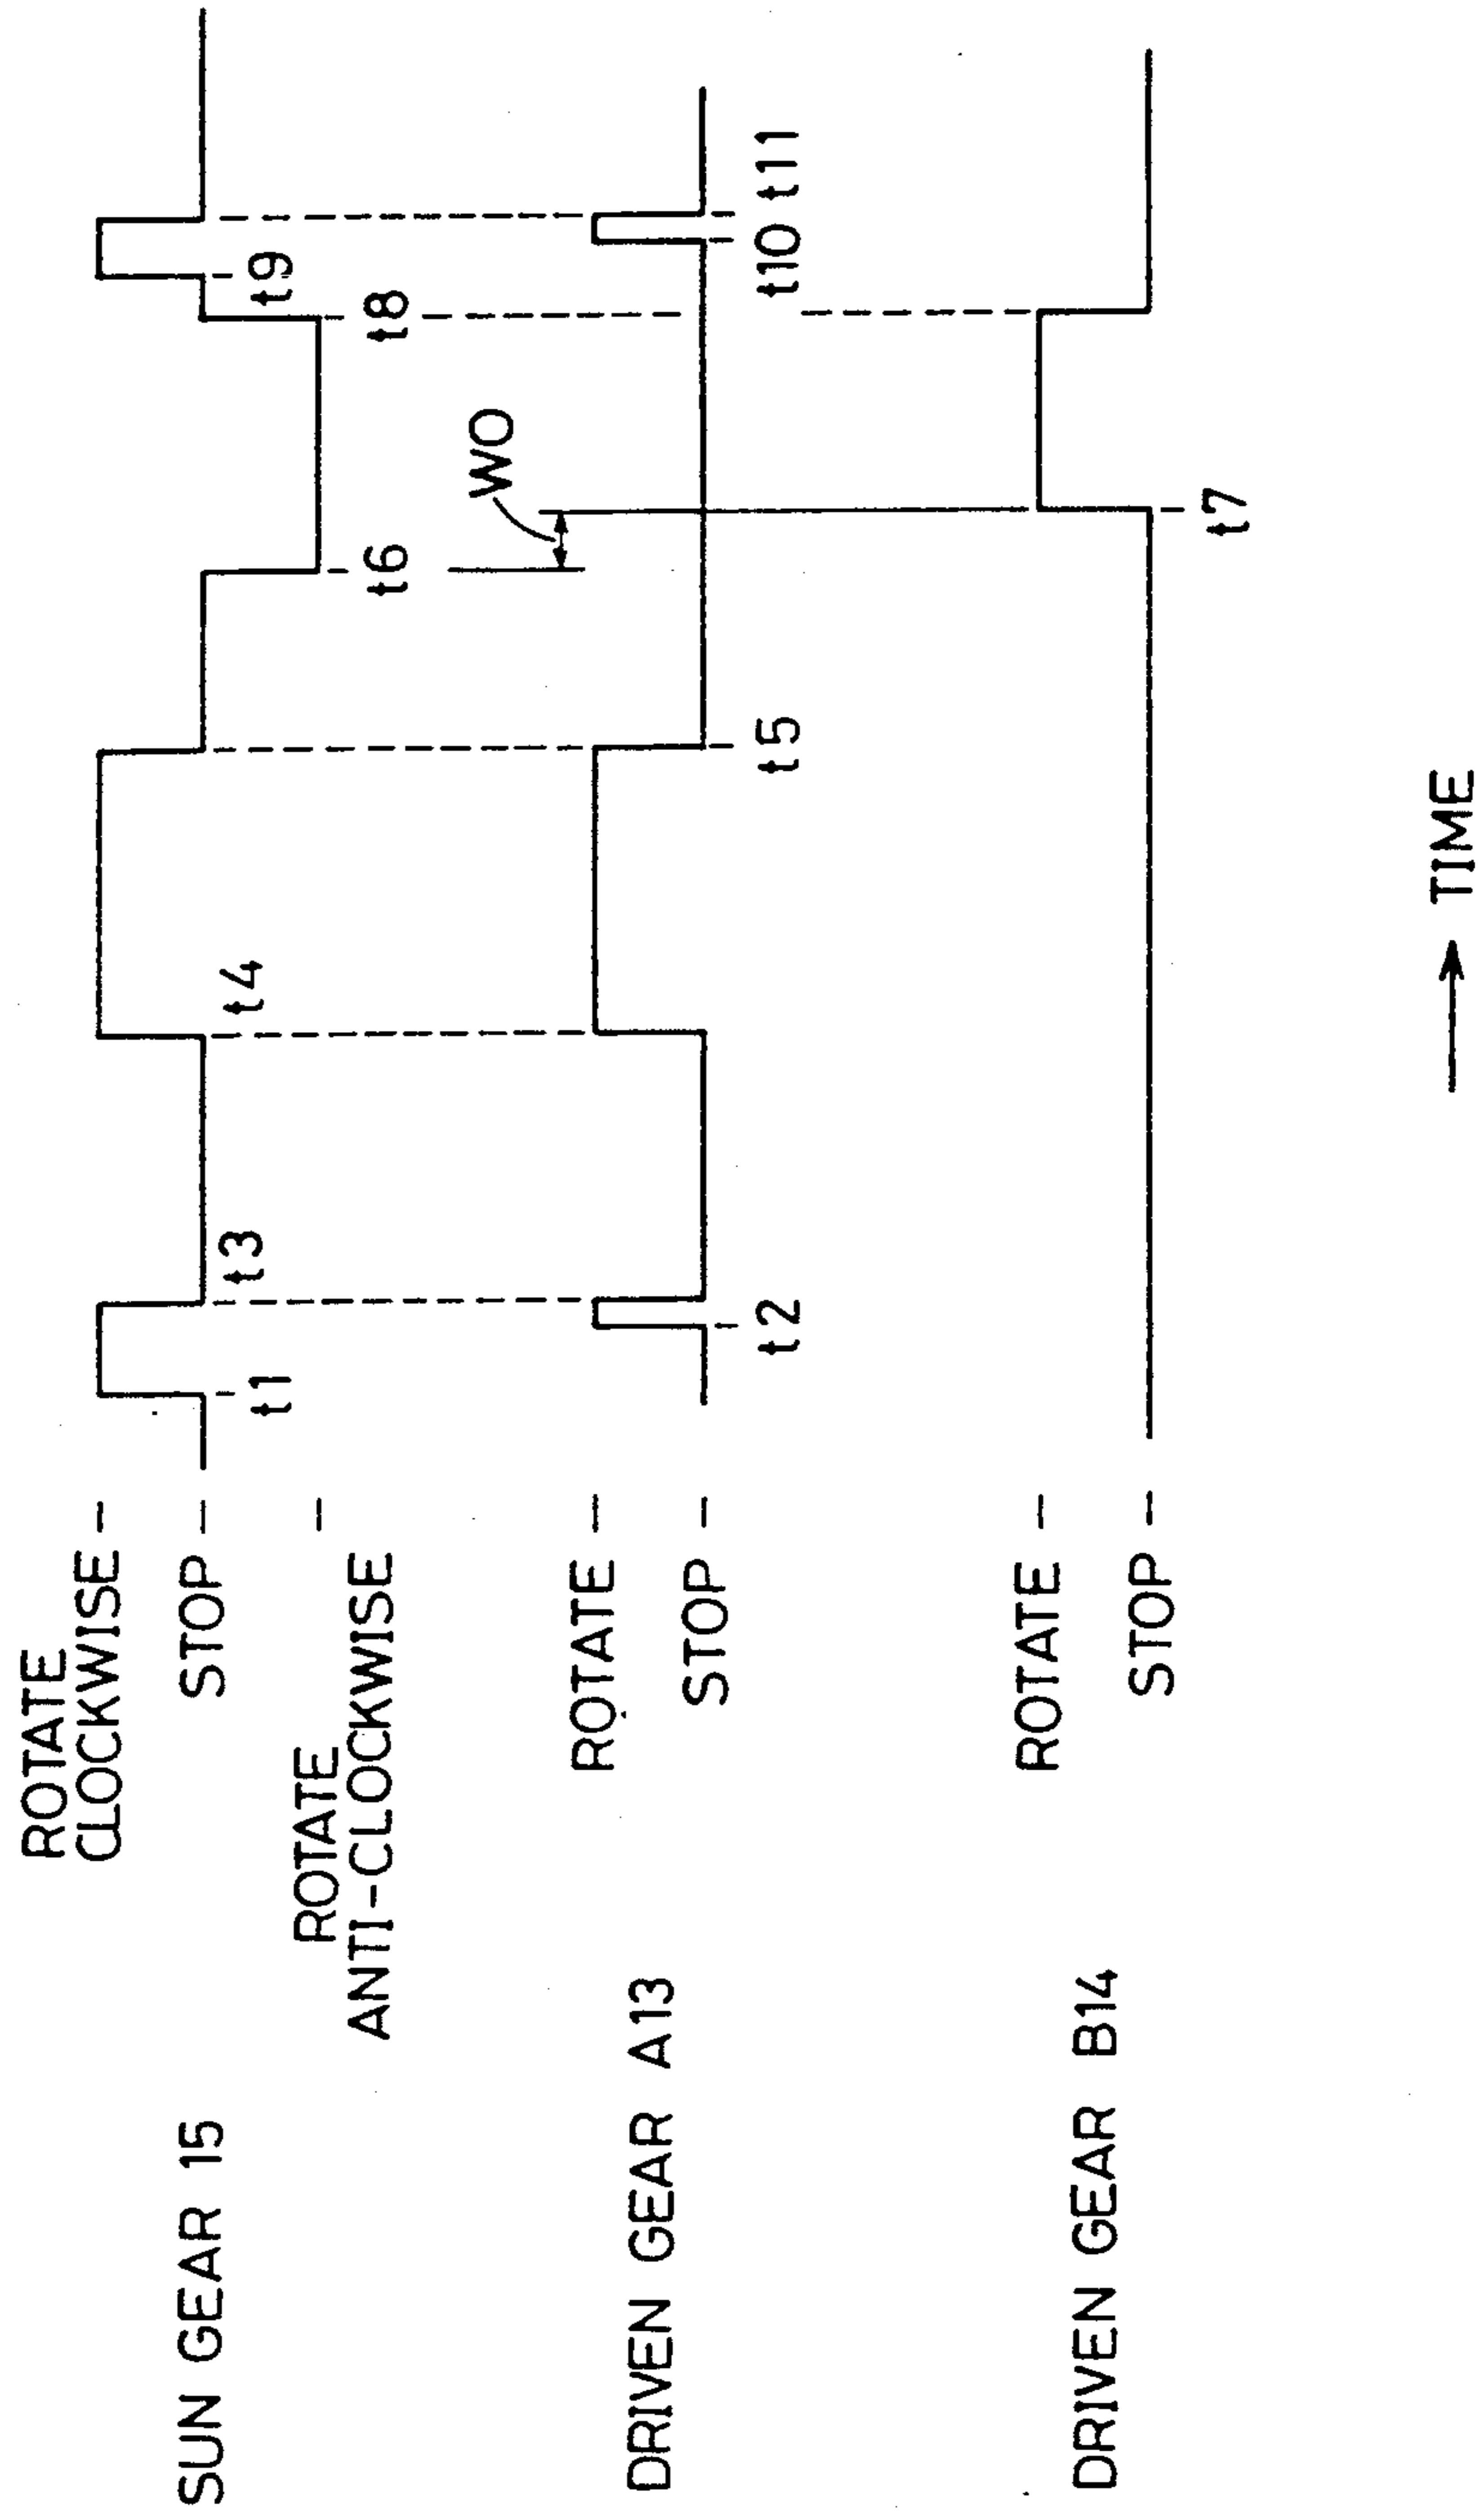 ROTATE
CLOCKWISE
STOP
ROTATE
ANTI-CLOCKWISE
SUN GEAR 15
t1
t3
t4
t6
t8
t9
WO
ROTATE
STOP
DRIVEN GEAR A13
t2
t5
t10
t11
ROTATE
STOP
DRIVEN GEAR B14
t7
TIME